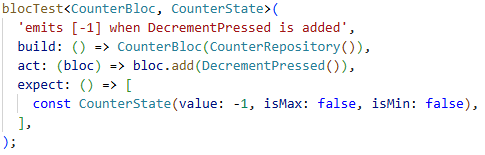 blocTest<CounterBloc, CounterState>(
  'emits [-1] when DecrementPressed is added',
  build: () => CounterBloc(CounterRepository()),
  act: (bloc) => bloc.add(DecrementPressed()),
  expect: () => [
    const CounterState(value: -1, isMax: false, isMin: false),
  ],
);